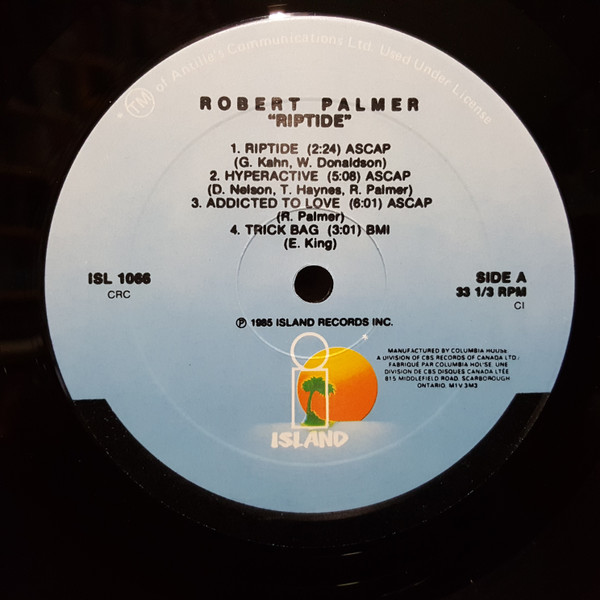 * TM of Antilles Communications Ltd. Used Under License
ROBERT PALMER
"RIPTIDE"
1. RIPTIDE (2:24) ASCAP
(G. Kahn, W. Donaldson)
2. HYPERACTIVE (5:08) ASCAP
(D. Nelson, T. Haynes, R. Palmer)
3. ADDICTED TO LOVE (6:01) ASCAP
(R. Palmer)
4. TRICK BAG (3:01) BMI
(E. King)
ISL 1066
CRC
SIDE A
33 1/3 RPM
CI
℗ 1985 ISLAND RECORDS INC.
MANUFACTURED BY COLUMBIA HOUSE.
A DIVISION OF CBS RECORDS OF CANADA LTD./
FABRIQUÉ PAR COLUMBIA HOUSE, UNE
DIVISION DE CBS DISQUES CANADA LTÉE
815 MIDDLEFIELD ROAD, SCARBOROUGH
ONTARIO, M1V 3M3
ISLAND